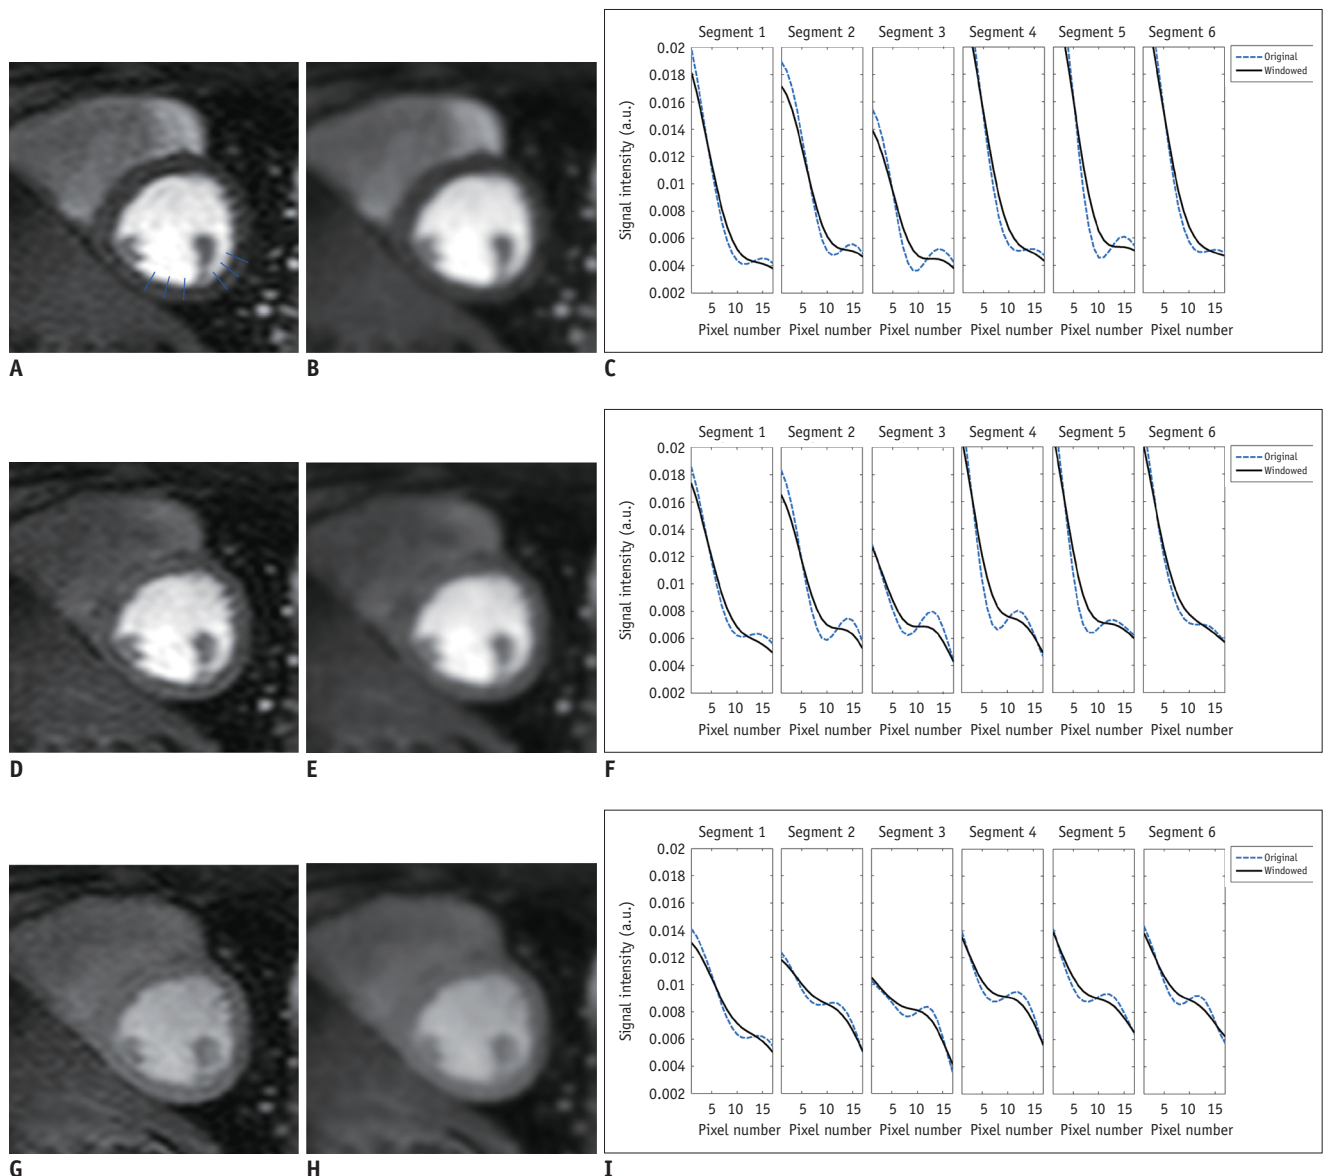 Segment 1 Segment 2 Segment 3 Segment 4 Segment 5 Segment 6
Original
Windowed
Signal intensity (a.u.)
0.02
0.018
0.016
0.014
0.012
0.01
0.008
0.006
0.004
0.002
5 10 15 5 10 15 5 10 15 5 10 15 5 10 15 5 10 15
Pixel number Pixel number Pixel number Pixel number Pixel number Pixel number
A B C
Segment 1 Segment 2 Segment 3 Segment 4 Segment 5 Segment 6
Original
Windowed
Signal intensity (a.u.)
0.02
0.018
0.016
0.014
0.012
0.01
0.008
0.006
0.004
0.002
5 10 15 5 10 15 5 10 15 5 10 15 5 10 15 5 10 15
Pixel number Pixel number Pixel number Pixel number Pixel number Pixel number
D E F
Segment 1 Segment 2 Segment 3 Segment 4 Segment 5 Segment 6
Original
Windowed
Signal intensity (a.u.)
0.02
0.018
0.016
0.014
0.012
0.01
0.008
0.006
0.004
0.002
5 10 15 5 10 15 5 10 15 5 10 15 5 10 15 5 10 15
Pixel number Pixel number Pixel number Pixel number Pixel number Pixel number
G H I